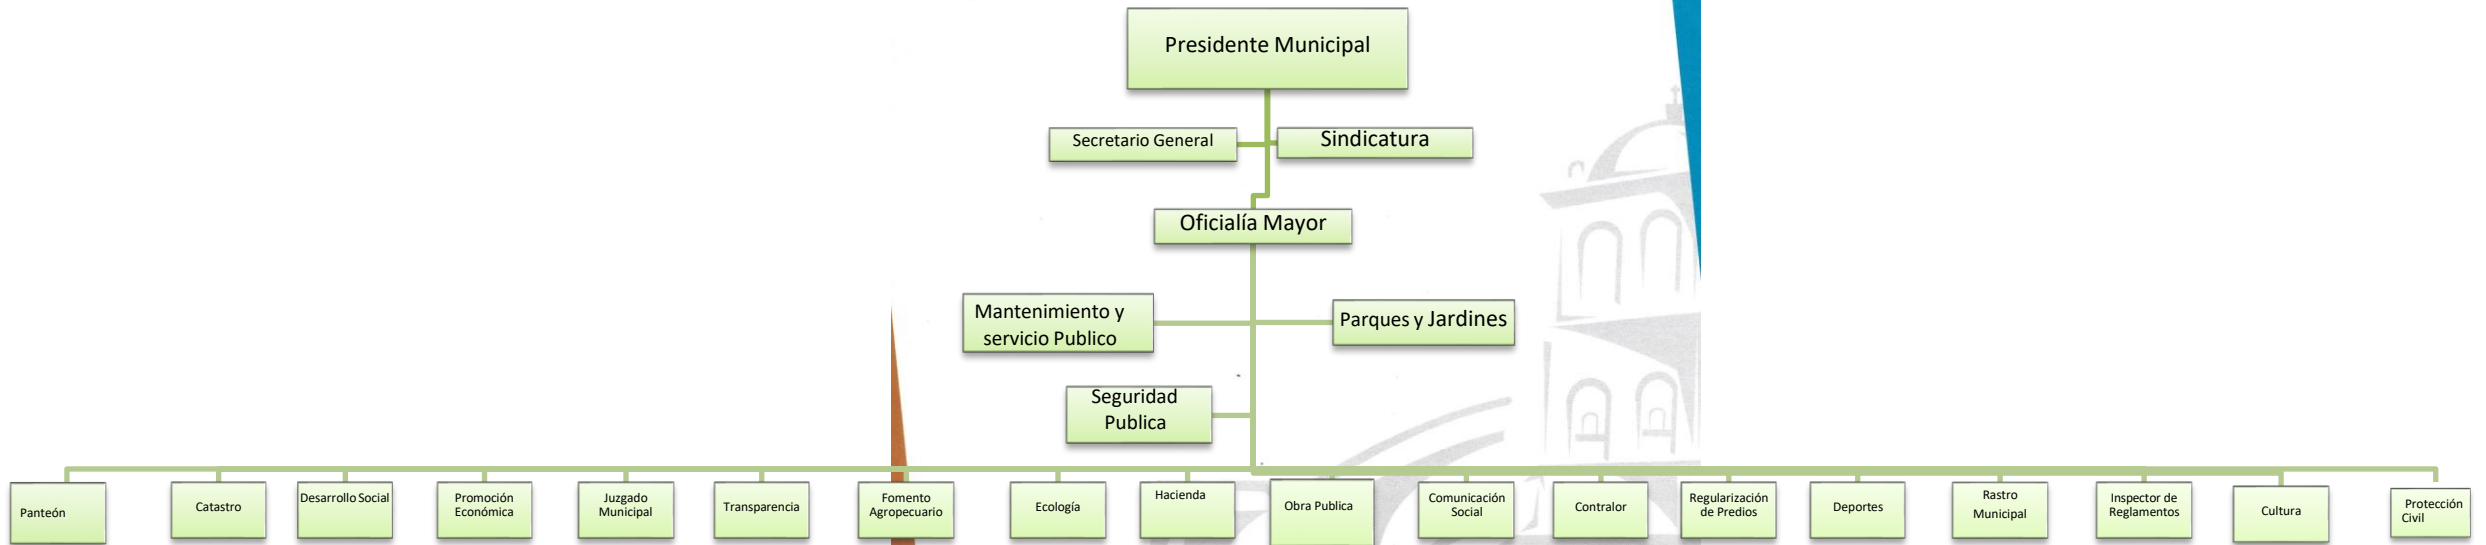 Presidente Municipal
Secretario General
Sindicatura
Oficialía Mayor
Mantenimiento y
servicio Publico
Parques y Jardines
Seguridad
Publica
Panteón
Catastro
Desarrollo Social
Promoción
Económica
Juzgado
Municipal
Transparencia
Fomento
Agropecuario
Ecología
Hacienda
Obra Publica
Comunicación
Social
Contralor
Regularización
de Predios
Deportes
Rastro
Municipal
Inspector de
Reglamentos
Cultura
Protección
Civil